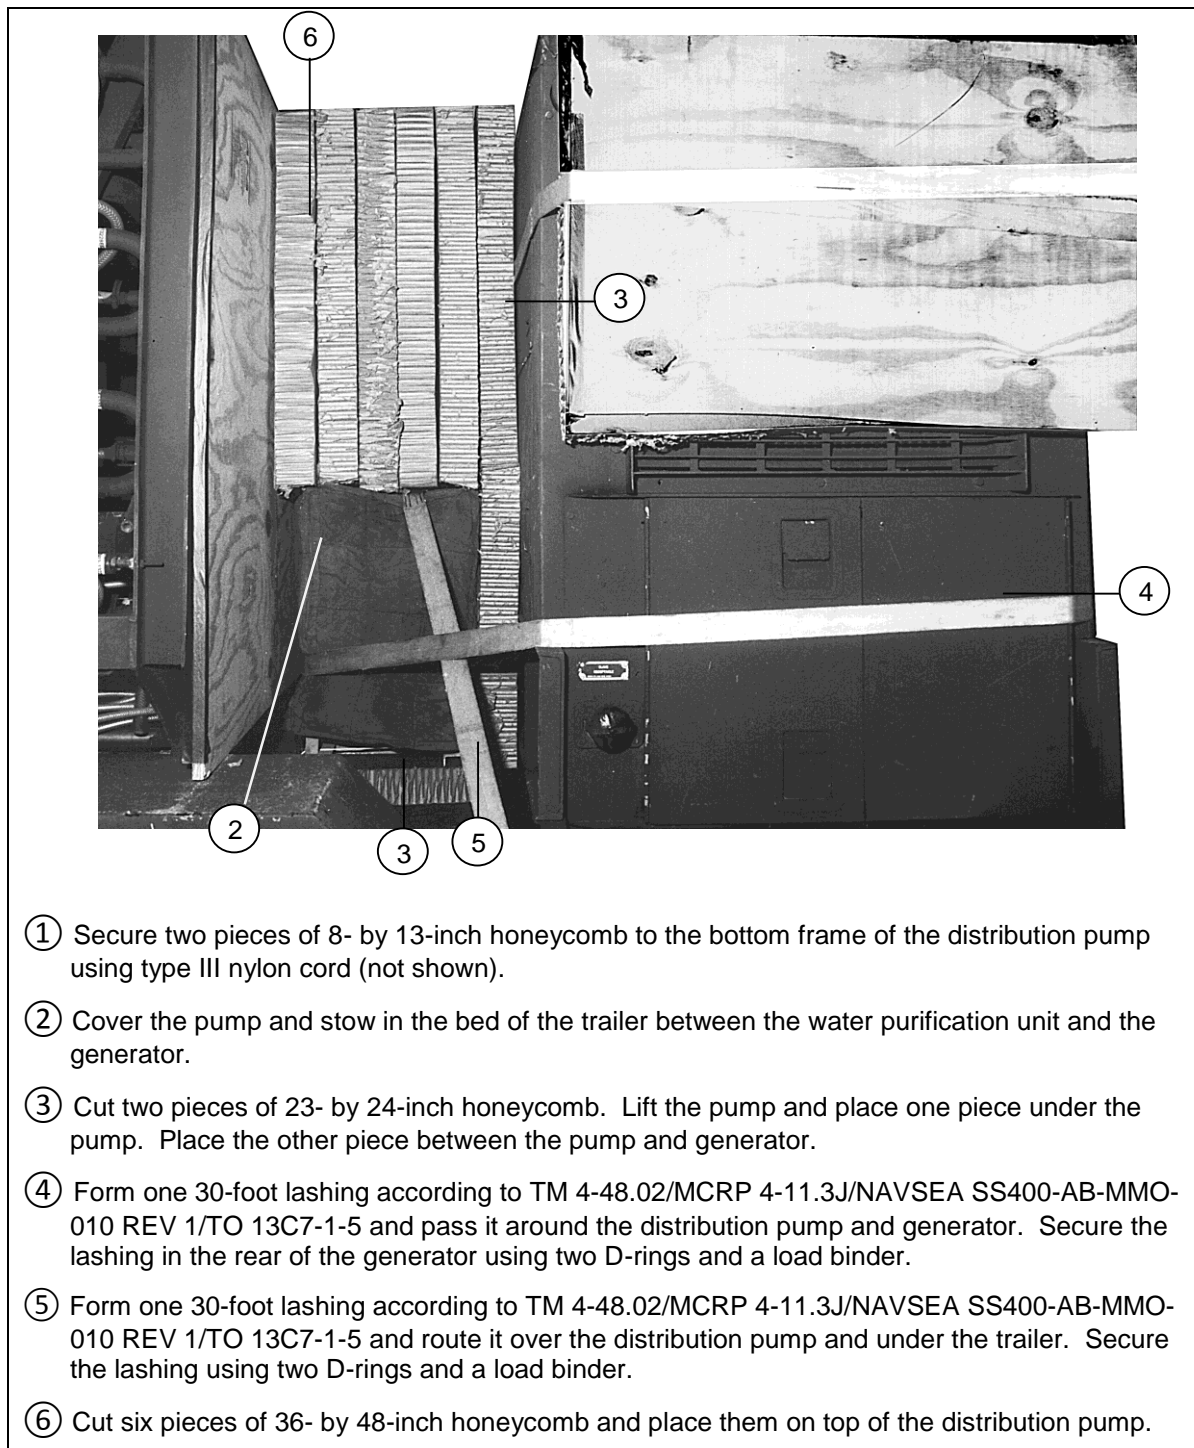 6
3
4
2
3
5
① Secure two pieces of 8- by 13-inch honeycomb to the bottom frame of the distribution pump
using type III nylon cord (not shown).
② Cover the pump and stow in the bed of the trailer between the water purification unit and the
generator.
③ Cut two pieces of 23- by 24-inch honeycomb. Lift the pump and place one piece under the
pump. Place the other piece between the pump and generator.
④ Form one 30-foot lashing according to TM 4-48.02/MCRP 4-11.3J/NAVSEA SS400-AB-MMO-
010 REV 1/TO 13C7-1-5 and pass it around the distribution pump and generator. Secure the
lashing in the rear of the generator using two D-rings and a load binder.
⑤ Form one 30-foot lashing according to TM 4-48.02/MCRP 4-11.3J/NAVSEA SS400-AB-MMO-
010 REV 1/TO 13C7-1-5 and route it over the distribution pump and under the trailer. Secure
the lashing using two D-rings and a load binder.
⑥ Cut six pieces of 36- by 48-inch honeycomb and place them on top of the distribution pump.